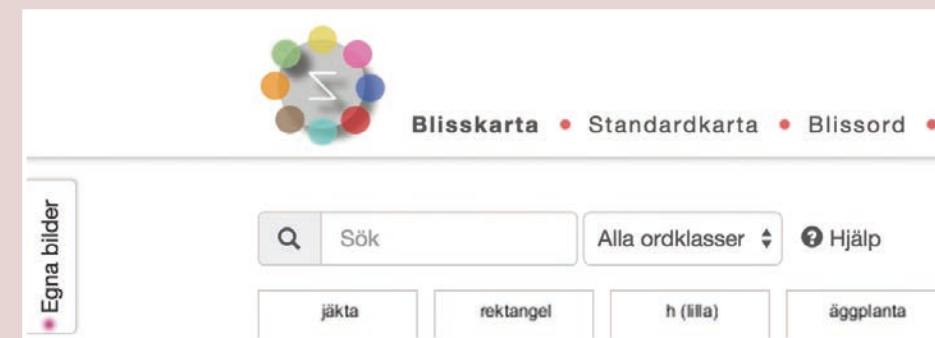 Blisskarta • Standardkarta • Blissord •
Egna bilder
Sök
Alla ordklasser
Hjälp
jäkta rektangel h (lilla) äggplanta